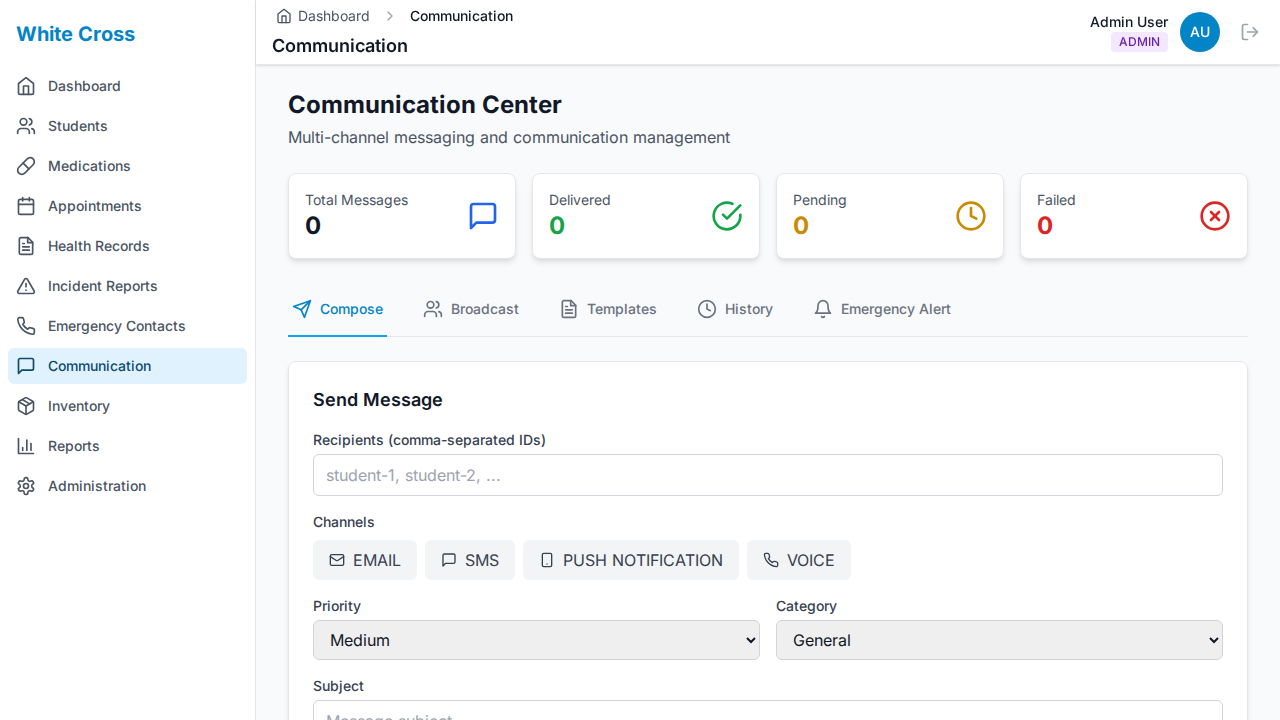 White Cross
Dashboard
Students
Medications
Appointments
Health Records
Incident Reports
Emergency Contacts
Communication
Inventory
Reports
Administration
Dashboard Communication
Communication
Admin User
ADMIN
AU
Communication Center
Multi-channel messaging and communication management
Total Messages
0
Delivered
0
Pending
0
Failed
0
Compose Broadcast Templates History Emergency Alert
Send Message
Recipients (comma-separated IDs)
student-1, student-2, ...
Channels
EMAIL SMS PUSH NOTIFICATION VOICE
Priority
Medium
Category
General
Subject
Message subject